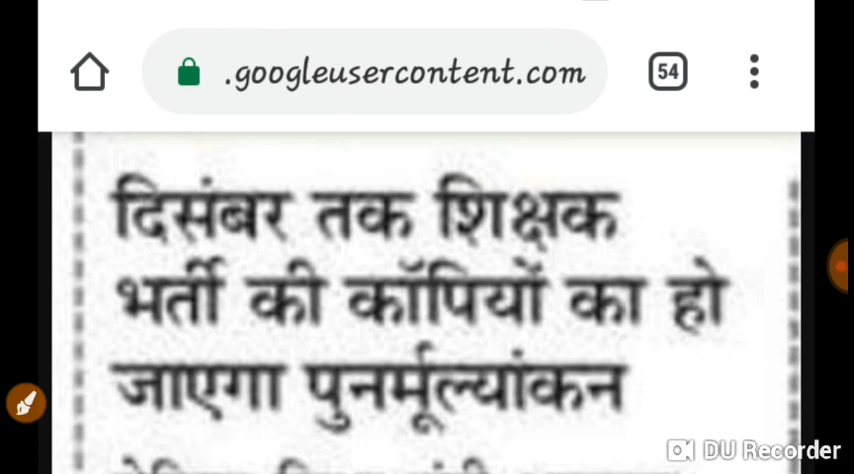 .googleusercontent.com 54
दिसंबर तक शिक्षक
भर्ती की कॉपियों का हो
जाएगा पुनर्मूल्यांकन
DU Recorder